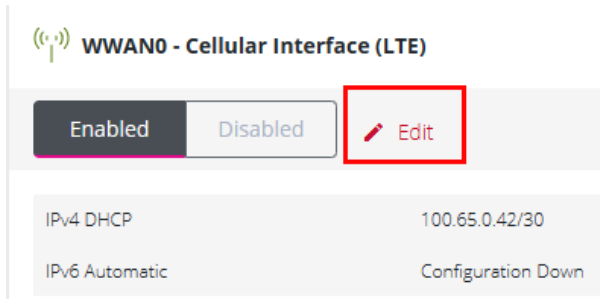 WWAN0 - Cellular Interface (LTE)
Enabled Disabled Edit
IPv4 DHCP 100.65.0.42/30
IPv6 Automatic Configuration Down